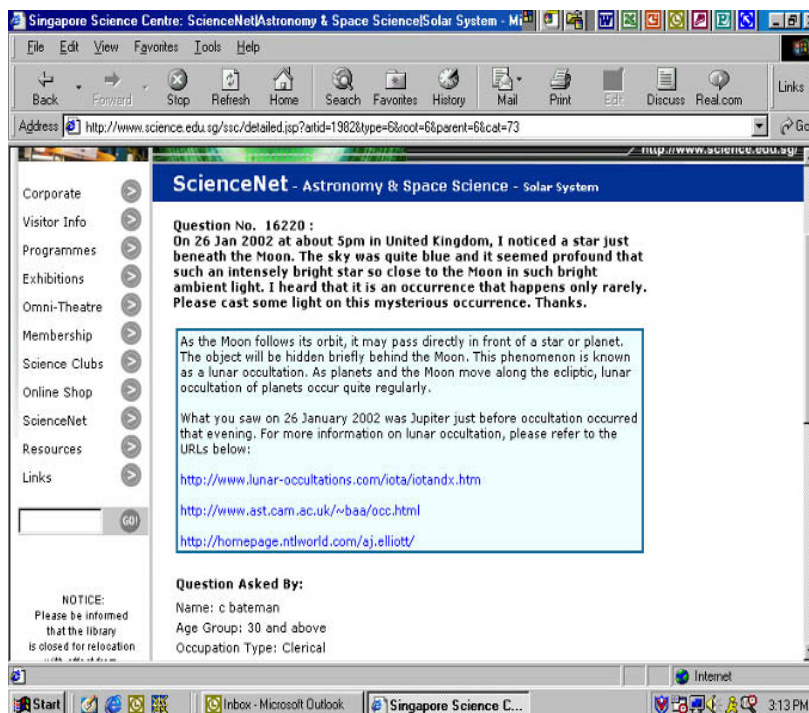 Singapore Science Centre: ScienceNet|Astronomy & Space Science|Solar System - Mi
File Edit View Favorites Tools Help
Back Forward Stop Refresh Home Search Favorites History Mail Print Edit Discuss Real.com Links
Address http://www.science.edu.sg/ssc/detailed.jsp?artid=1982&type=6&root=6&parent=6&cat=73 Go
http://www.science.edu.sg/
Corporate
Visitor Info
Programmes
Exhibitions
Omni-Theatre
Membership
Science Clubs
Online Shop
ScienceNet
Resources
Links
GO!
NOTICE:
Please be informed
that the library
is closed for relocation
ScienceNet - Astronomy & Space Science - Solar System
Question No. 16220 :
On 26 Jan 2002 at about 5pm in United Kingdom, I noticed a star just
beneath the Moon. The sky was quite blue and it seemed profound that
such an intensely bright star so close to the Moon in such bright
ambient light. I heard that it is an occurrence that happens only rarely.
Please cast some light on this mysterious occurrence. Thanks.
As the Moon follows its orbit, it may pass directly in front of a star or planet.
The object will be hidden briefly behind the Moon. This phenomenon is known
as a lunar occultation. As planets and the Moon move along the ecliptic, lunar
occultation of planets occur quite regularly.
What you saw on 26 January 2002 was Jupiter just before occultation occurred
that evening. For more information on lunar occultation, please refer to the
URLs below:
http://www.lunar-occultations.com/iota/iotandx.htm
http://www.ast.cam.ac.uk/~baa/occ.html
http://homepage.ntlworld.com/aj.elliott/
Question Asked By:
Name: c bateman
Age Group: 30 and above
Occupation Type: Clerical
Internet
Start Inbox - Microsoft Outlook Singapore Science C... 3:13 PM